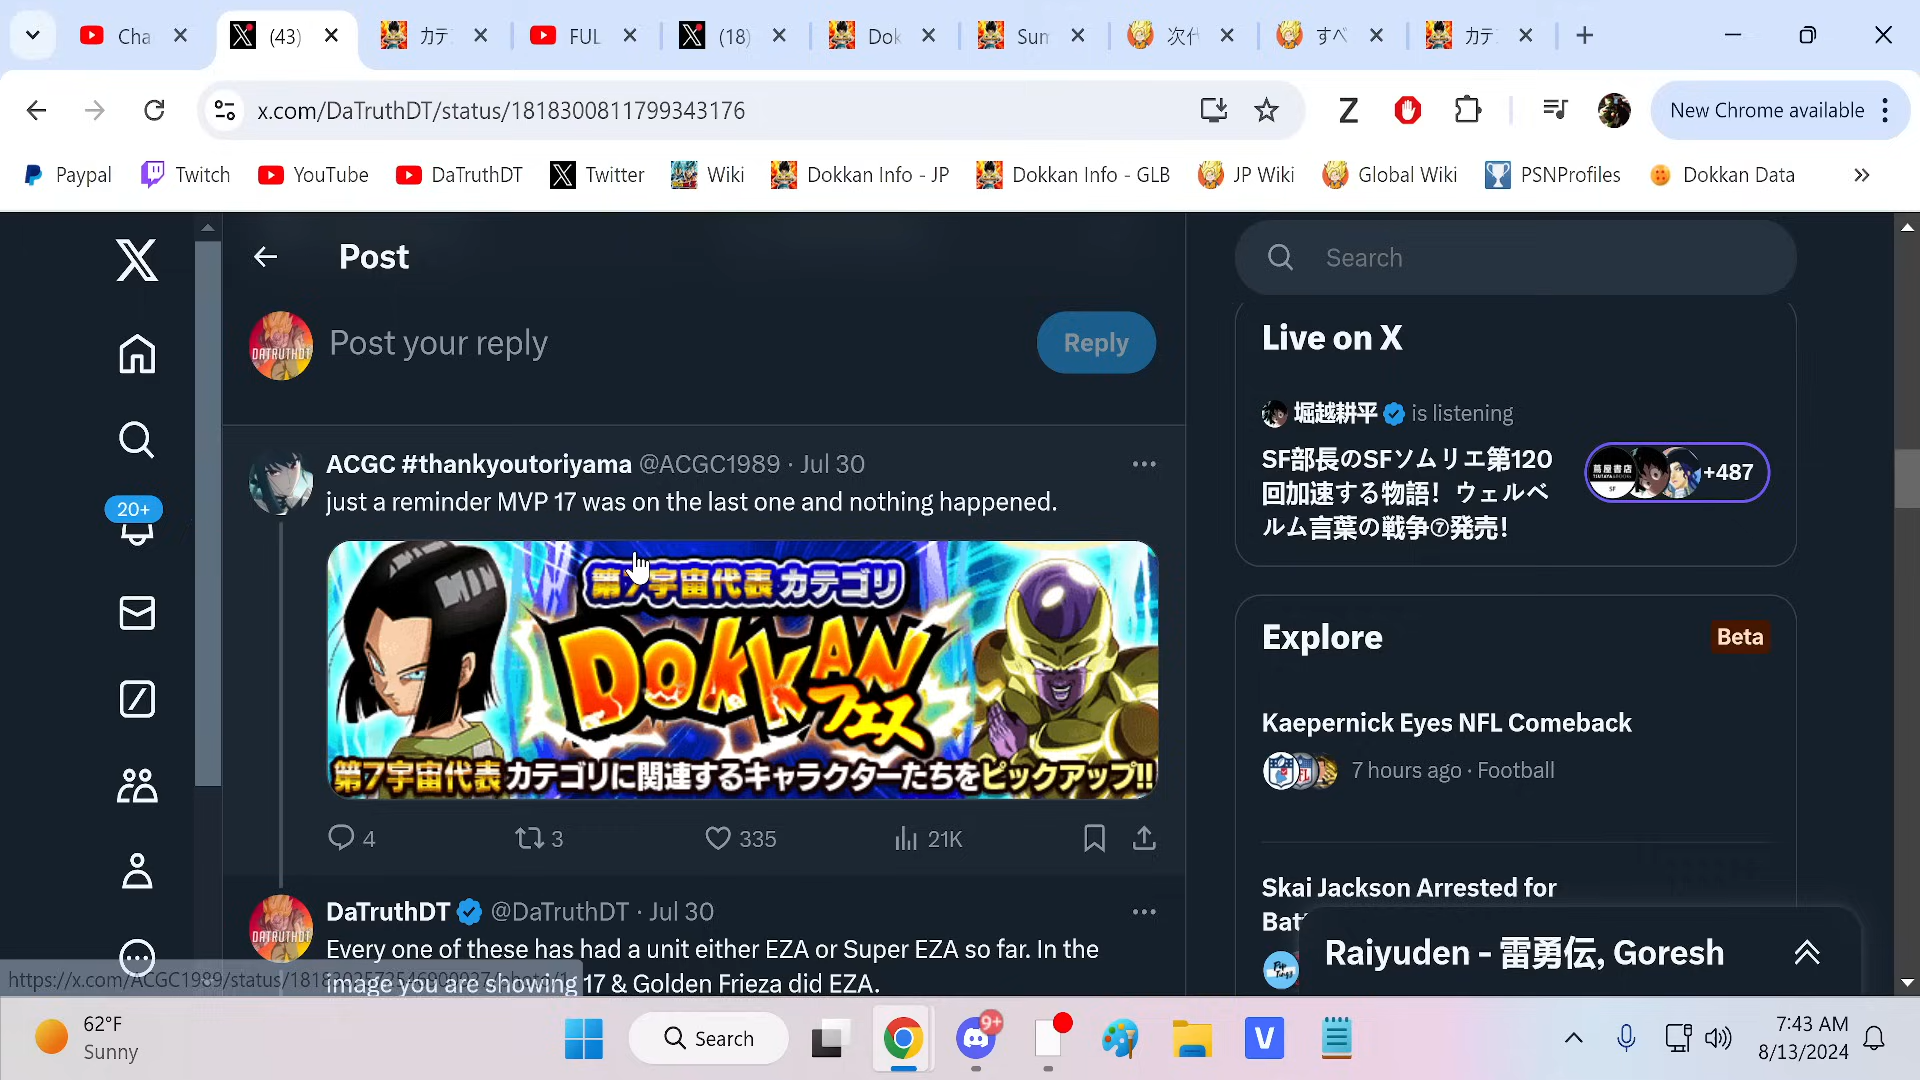 Cha
(43)
カテ
FUL
(18)
Dok
Sum
次代
すべ
カテ
x.com/DaTruthDT/status/1818300811799343176
New Chrome available
Paypal
Twitch
YouTube
DaTruthDT
Twitter
Wiki
Dokkan Info - JP
Dokkan Info - GLB
JP Wiki
Global Wiki
PSNProfiles
Dokkan Data
Post
Search
DATRUTHDT
Post your reply
Reply
Live on X
堀越耕平 is listening
SF部長のSFソムリエ第120
回加速する物語！ウェルベ
ルム言葉の戦争⑦発売！
+487
ACGC #thankyoutoriyama @ACGC1989 · Jul 30
just a reminder MVP 17 was on the last one and nothing happened.
第7宇宙代表カテゴリ
DOKKAN
フェス
第7宇宙代表カテゴリに関連するキャラクターたちをピックアップ!!
4
3
335
21K
20+
Explore
Beta
Kaepernick Eyes NFL Comeback
7 hours ago · Football
Skai Jackson Arrested for
DATRUTHDT
DaTruthDT @DaTruthDT · Jul 30
Every one of these has had a unit either EZA or Super EZA so far. In the
image you are showing 17 & Golden Frieza did EZA.
Raiyuden - 雷勇伝, Goresh
62°F
Sunny
Search
9+
V
7:43 AM
8/13/2024